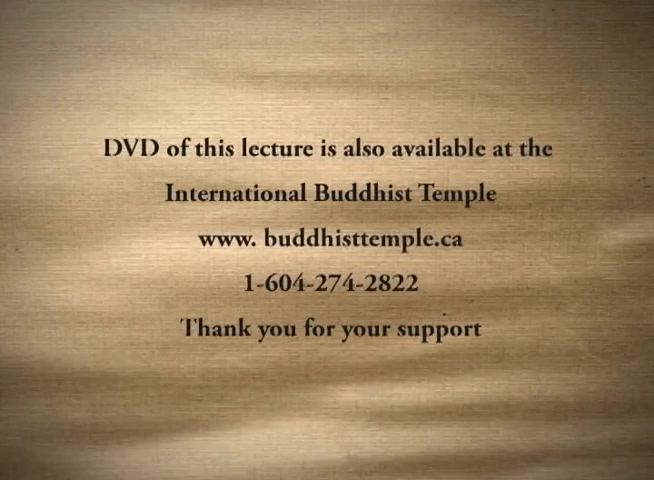 DVD of this lecture is also available at the
International Buddhist Temple
www. buddhisttemple.ca
1-604-274-2822
Thank you for your support